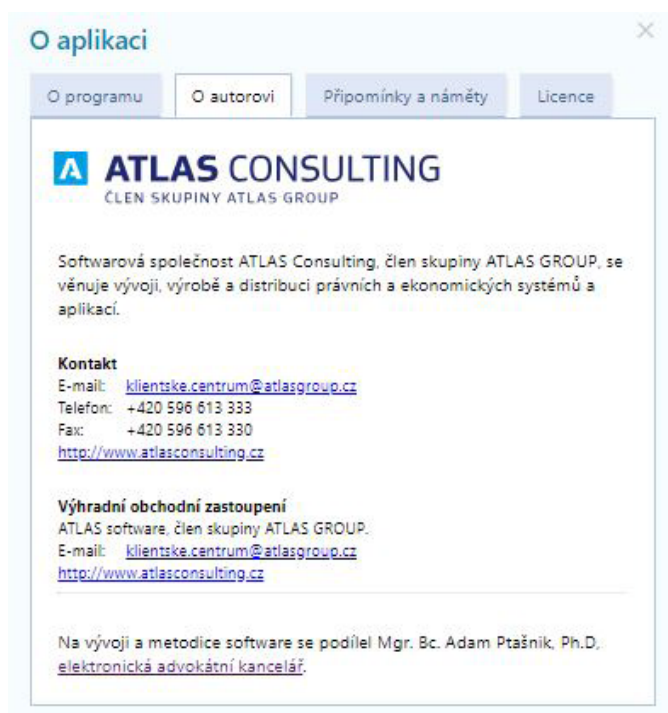 O aplikaci
O programu
O autorovi
Připomínky a náměty
Licence
ATLAS CONSULTING
ČLEN SKUPINY ATLAS GROUP
Softwarová společnost ATLAS Consulting, člen skupiny ATLAS GROUP, se
věnuje vývoji, výrobě a distribuci právních a ekonomických systémů a
aplikací.
Kontakt
E-mail: klientske.centrum@atlasgroup.cz
Telefon: +420 596 613 333
Fax: +420 596 613 330
http://www.atlasconsulting.cz
Výhradní obchodní zastoupení
ATLAS software, člen skupiny ATLAS GROUP.
E-mail: klientske.centrum@atlasgroup.cz
http://www.atlasconsulting.cz
Na vývoji a metodice software se podílel Mgr. Bc. Adam Ptašnik, Ph.D,
elektronická advokátní kancelář.